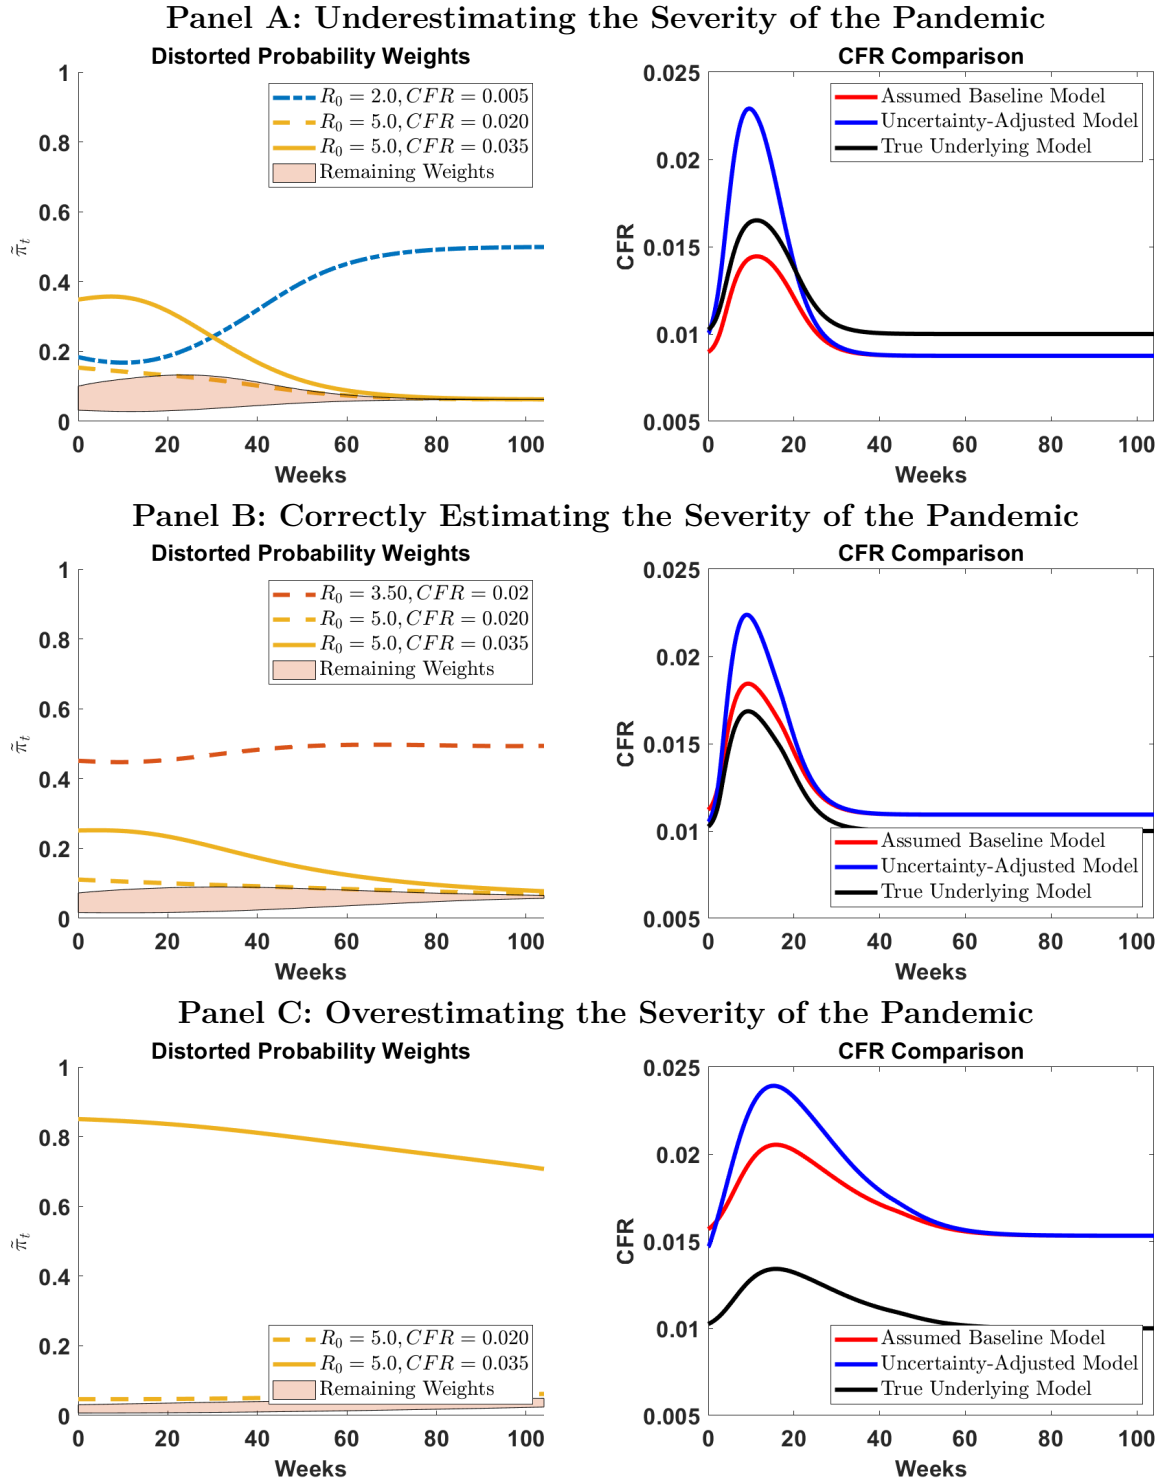 Panel A: Underestimating the Severity of the Pandemic
Distorted Probability Weights
1
0.8
0.6
0.4
0.2
0
π̃_t
0 20 40 60 80 100
Weeks
R₀ = 2.0, CFR = 0.005
R₀ = 5.0, CFR = 0.020
R₀ = 5.0, CFR = 0.035
Remaining Weights
CFR Comparison
0.025
0.02
0.015
0.01
0.005
CFR
0 20 40 60 80 100
Weeks
Assumed Baseline Model
Uncertainty-Adjusted Model
True Underlying Model
Panel B: Correctly Estimating the Severity of the Pandemic
Distorted Probability Weights
1
0.8
0.6
0.4
0.2
0
π̃_t
0 20 40 60 80 100
Weeks
R₀ = 3.50, CFR = 0.02
R₀ = 5.0, CFR = 0.020
R₀ = 5.0, CFR = 0.035
Remaining Weights
CFR Comparison
0.025
0.02
0.015
0.01
0.005
CFR
0 20 40 60 80 100
Weeks
Assumed Baseline Model
Uncertainty-Adjusted Model
True Underlying Model
Panel C: Overestimating the Severity of the Pandemic
Distorted Probability Weights
1
0.8
0.6
0.4
0.2
0
π̃_t
0 20 40 60 80 100
Weeks
R₀ = 5.0, CFR = 0.020
R₀ = 5.0, CFR = 0.035
Remaining Weights
CFR Comparison
0.025
0.02
0.015
0.01
0.005
CFR
0 20 40 60 80 100
Weeks
Assumed Baseline Model
Uncertainty-Adjusted Model
True Underlying Model